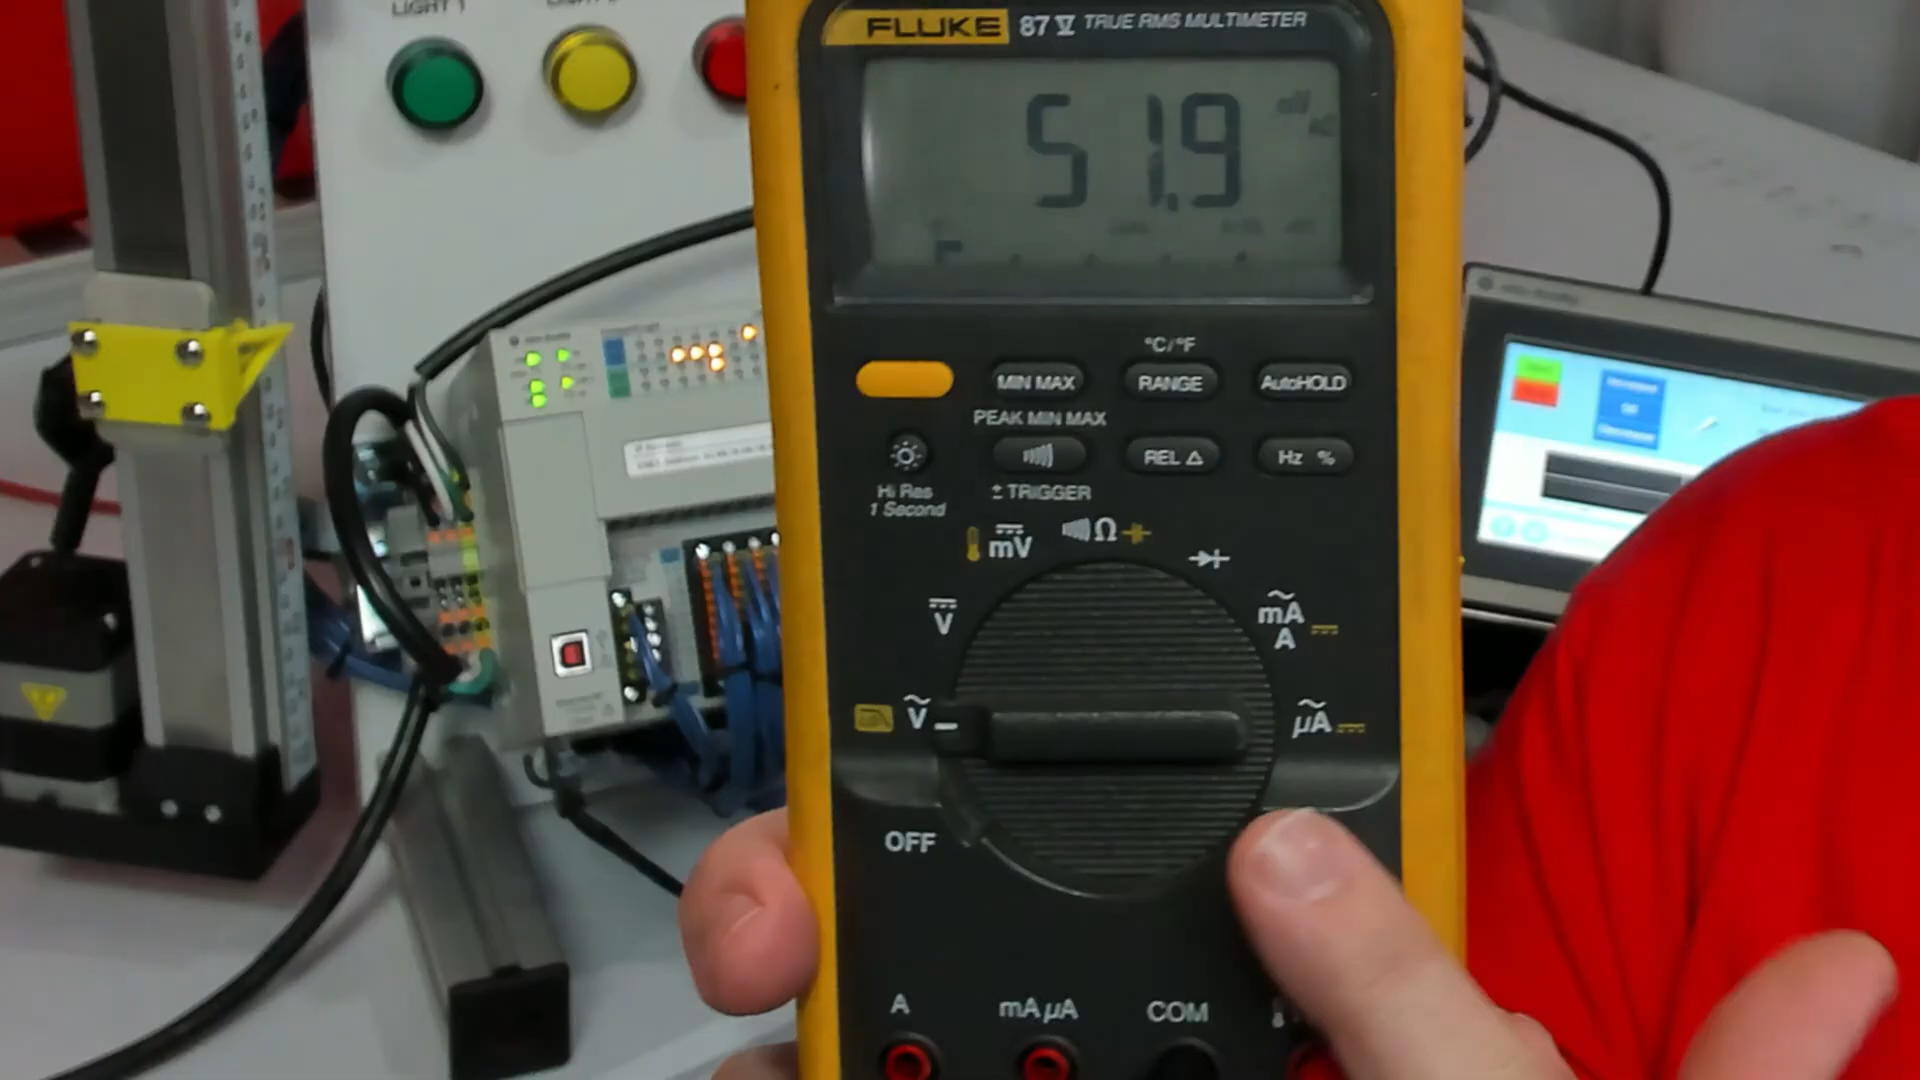 LIGHT 1
FLUKE 87 V TRUE RMS MULTIMETER
51.9
°C/°F
MIN MAX RANGE AutoHOLD
PEAK MIN MAX
REL Δ Hz %
Hi Res
1 Second
± TRIGGER
mV Ω
V mA
A
V µA
OFF
A mA µA COM